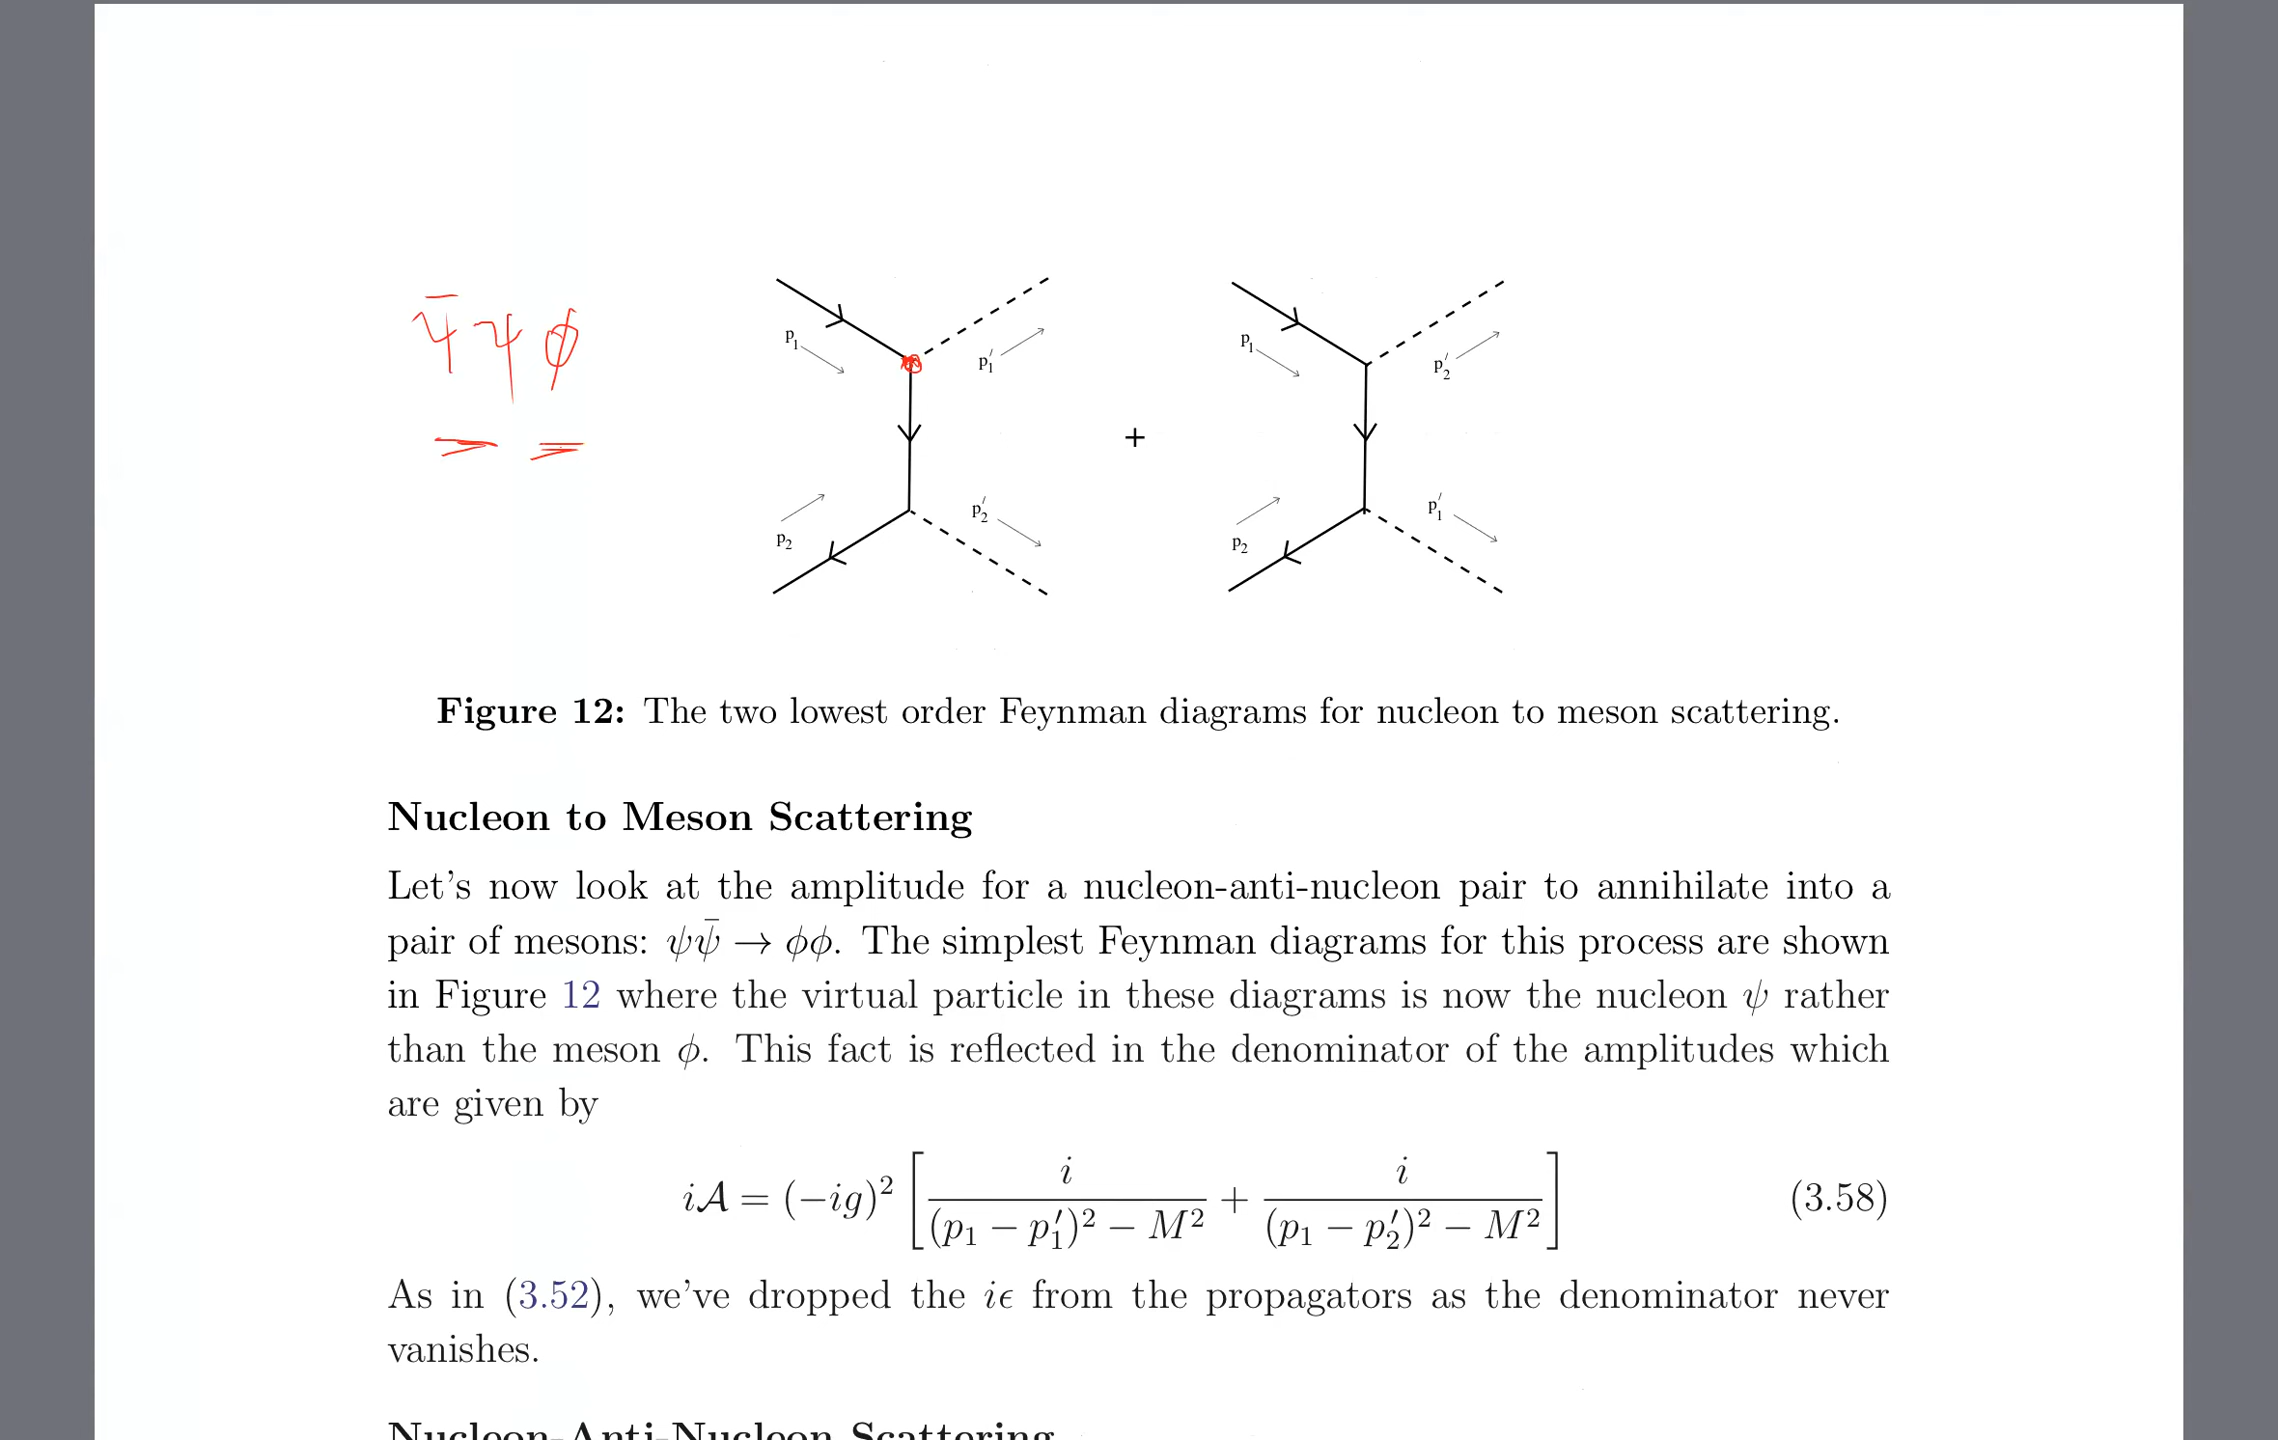 ψ̄ ψ ϕ
p₁ p₁′ p₂ p₂′ + p₁ p₂′ p₂ p₁′
Figure 12: The two lowest order Feynman diagrams for nucleon to meson scattering.
Nucleon to Meson Scattering
Let's now look at the amplitude for a nucleon-anti-nucleon pair to annihilate into a
pair of mesons: ψψ̄ → ϕϕ. The simplest Feynman diagrams for this process are shown
in Figure 12 where the virtual particle in these diagrams is now the nucleon ψ rather
than the meson ϕ. This fact is reflected in the denominator of the amplitudes which
are given by
i𝒜 = (−ig)² [ i / ((p₁ − p₁′)² − M²) + i / ((p₁ − p₂′)² − M²) ] (3.58)
As in (3.52), we've dropped the iϵ from the propagators as the denominator never
vanishes.
Nucleon-Anti-Nucleon Scattering